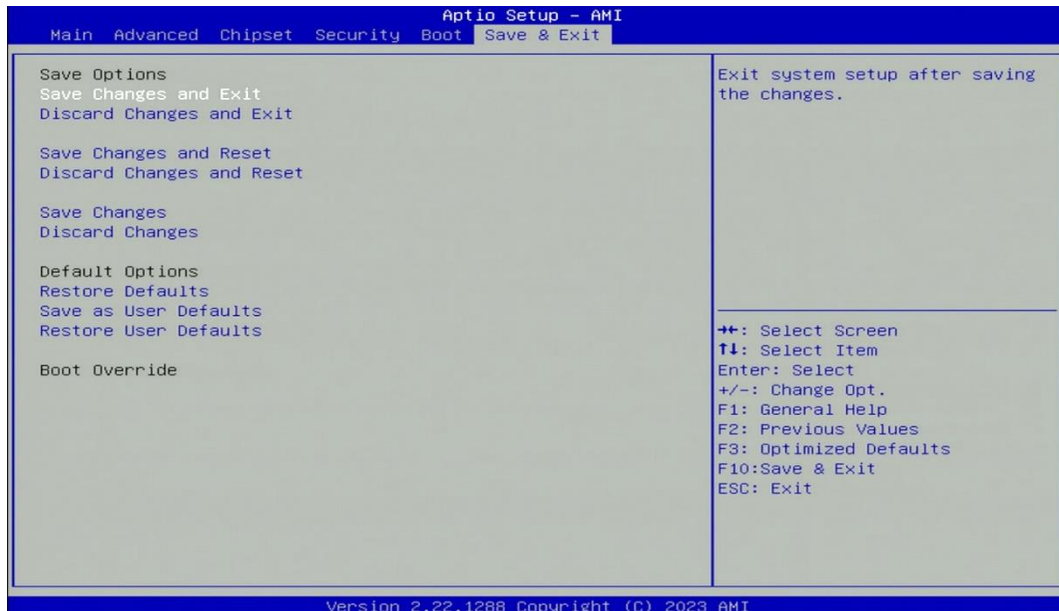 Aptio Setup – AMI
Main Advanced Chipset Security Boot Save & Exit
Save Options
Save Changes and Exit
Discard Changes and Exit
Save Changes and Reset
Discard Changes and Reset
Save Changes
Discard Changes
Default Options
Restore Defaults
Save as User Defaults
Restore User Defaults
Boot Override
Exit system setup after saving
the changes.
→←: Select Screen
↑↓: Select Item
Enter: Select
+/-: Change Opt.
F1: General Help
F2: Previous Values
F3: Optimized Defaults
F10:Save & Exit
ESC: Exit
Version 2.22.1288 Copyright (C) 2023 AMI